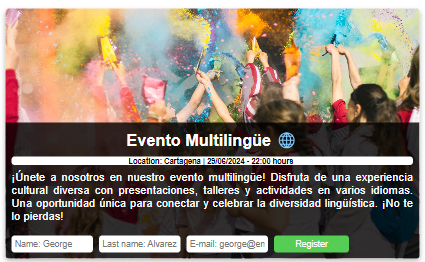 Evento Multilingüe
Location: Cartagena | 29/06/2024 - 22:00 hours
¡Únete a nosotros en nuestro evento multilingüe! Disfruta de una experiencia
cultural diversa con presentaciones, talleres y actividades en varios idiomas.
Una oportunidad única para conectar y celebrar la diversidad lingüística. ¡No te
lo pierdas!
Name: George Last name: Alvarez E-mail: george@en Register